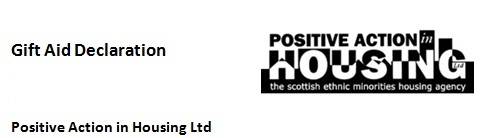 Gift Aid Declaration
POSITIVE ACTION in
HOUSING Ltd
the scottish ethnic minorities housing agency
Positive Action in Housing Ltd